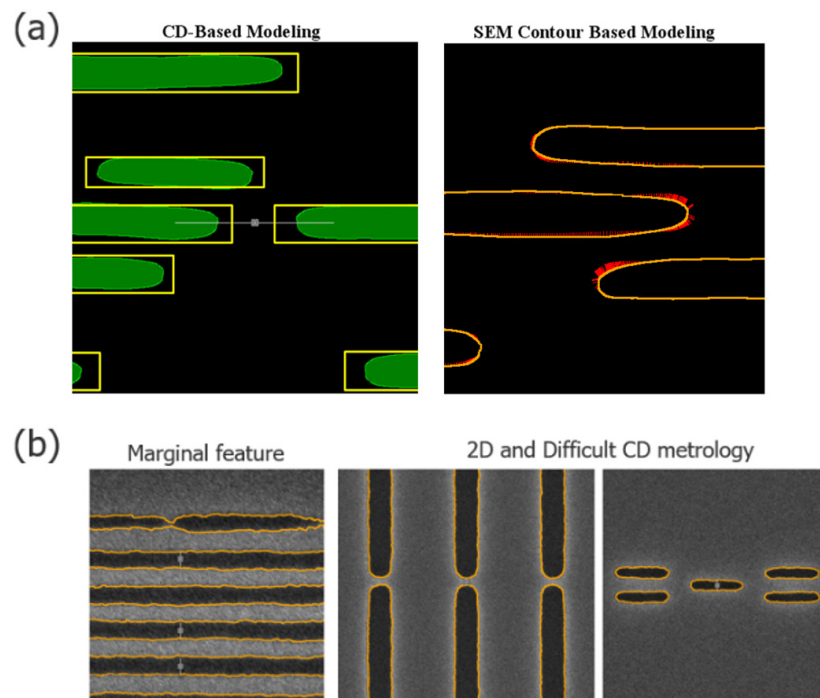 (a)
CD-Based Modeling
SEM Contour Based Modeling
(b)
Marginal feature
2D and Difficult CD metrology